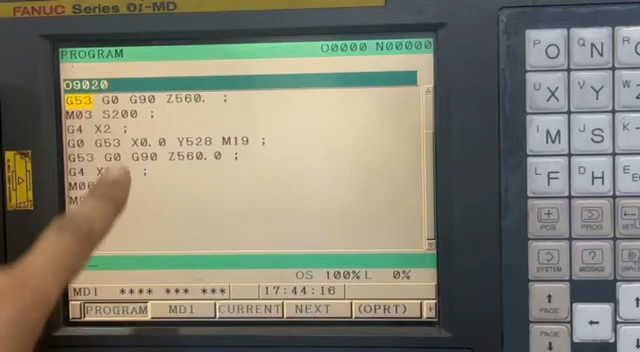 FANUC Series 0i-MD
PROGRAM O0000 N00000
O9020
G53 G0 G90 Z560. ;
M03 S200 ;
G4 X2 ;
G0 G53 X0.0 Y528 M19 ;
G53 G0 G90 Z560.0 ;
G4 ;
OS 100% L 0%
MDI **** *** *** 17:44:16
PROGRAM MDI CURRENT NEXT (OPRT) +
P O Q N R
U X V Y W
I M J S K
L F D H
POS PROG
SYSTEM MESSAGE
PAGE
PAGE